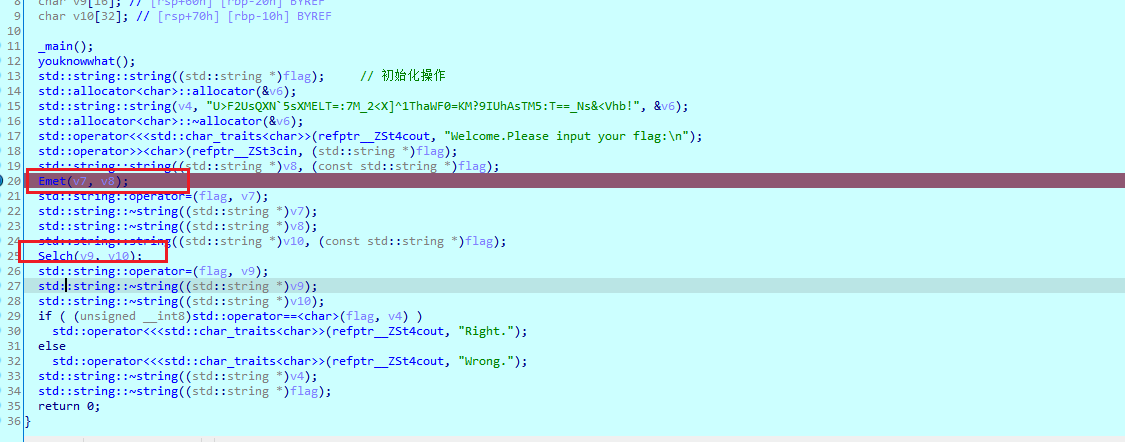 8 char v9[16]; // [rsp+60h] [rbp-20h] BYREF
9 char v10[32]; // [rsp+70h] [rbp-10h] BYREF
10
11 _main();
12 youknowwhat();
13 std::string::string((std::string *)flag); // 初始化操作
14 std::allocator<char>::allocator(&v6);
15 std::string::string(v4, "U>F2UsQXN`5sXMELT=:7M_2<X]^1ThaWF0=KM?9IUhAsTM5:T==_Ns&<Vhb!", &v6);
16 std::allocator<char>::~allocator(&v6);
17 std::operator<<<std::char_traits<char>>(refptr__ZSt4cout, "Welcome.Please input your flag:\n");
18 std::operator>><char>(refptr__ZSt3cin, (std::string *)flag);
19 std::string::string((std::string *)v8, (const std::string *)flag);
20 Emet(v7, v8);
21 std::string::operator=(flag, v7);
22 std::string::~string((std::string *)v7);
23 std::string::~string((std::string *)v8);
24 std::string::string((std::string *)v10, (const std::string *)flag);
25 Selch(v9, v10);
26 std::string::operator=(flag, v9);
27 std::string::~string((std::string *)v9);
28 std::string::~string((std::string *)v10);
29 if ( (unsigned __int8)std::operator==<char>(flag, v4) )
30 std::operator<<<std::char_traits<char>>(refptr__ZSt4cout, "Right.");
31 else
32 std::operator<<<std::char_traits<char>>(refptr__ZSt4cout, "Wrong.");
33 std::string::~string((std::string *)v4);
34 std::string::~string((std::string *)flag);
35 return 0;
36 }